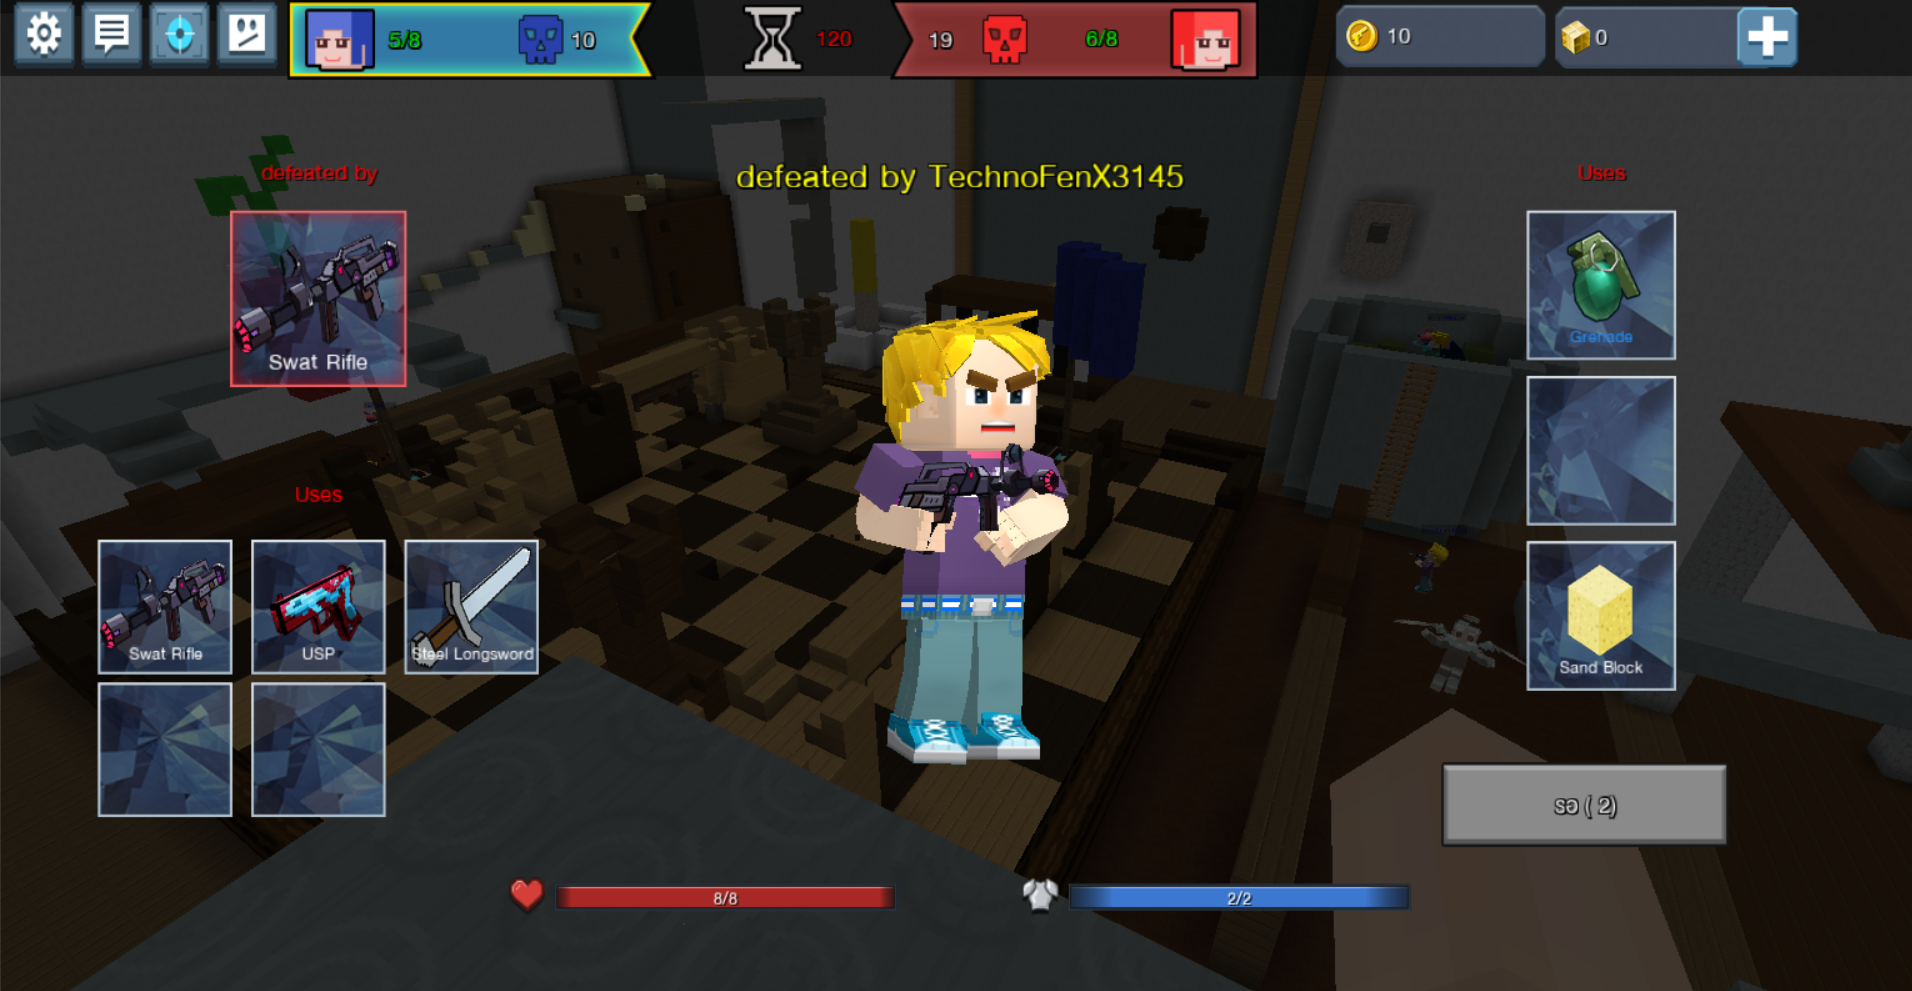 5/8
10
120
19
6/8
10
0
defeated by
defeated by TechnoFenX3145
Uses
Swat Rifle
Grenade
Uses
Swat Rifle
USP
Steel Longsword
Sand Block
sə ( 2)
8/8
2/2